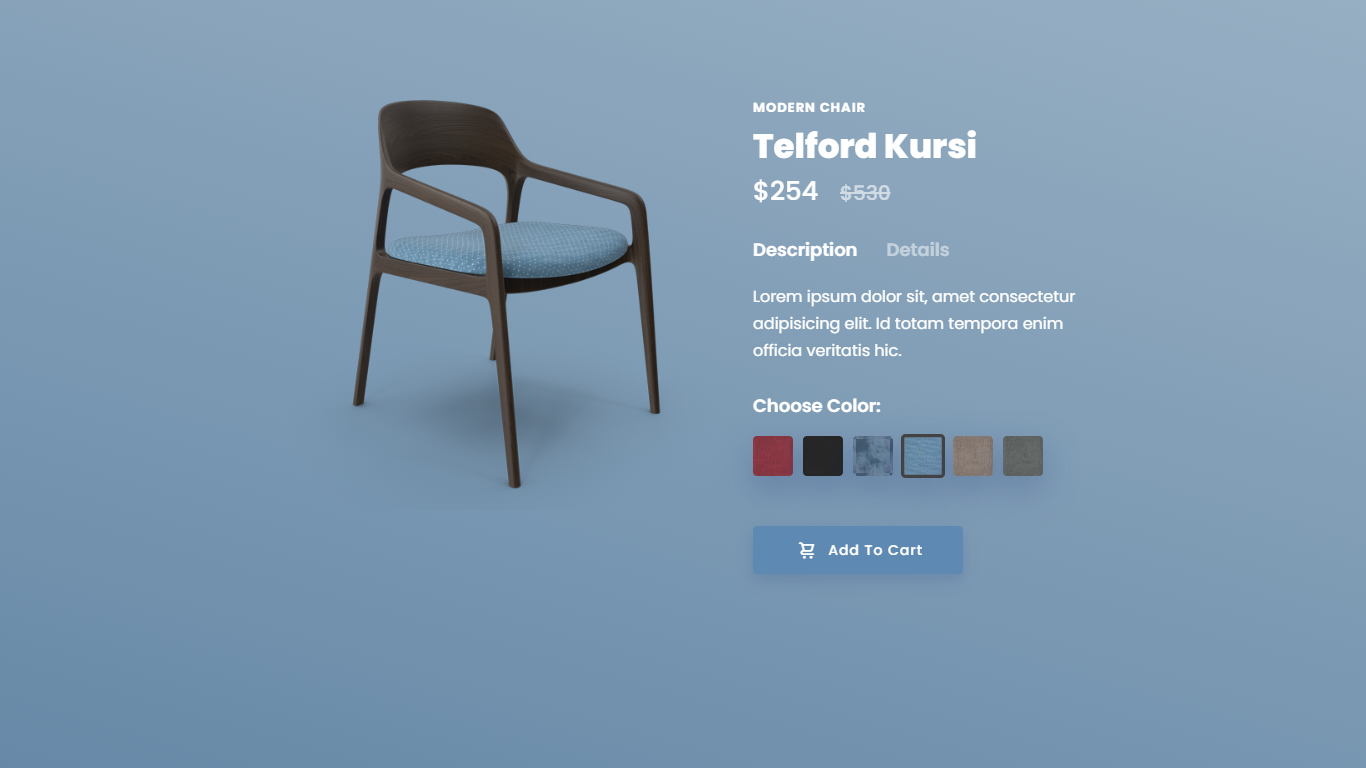 MODERN CHAIR
Telford Kursi
$254 $530
Description Details
Lorem ipsum dolor sit, amet consectetur
adipisicing elit. Id totam tempora enim
officia veritatis hic.
Choose Color:
Add To Cart